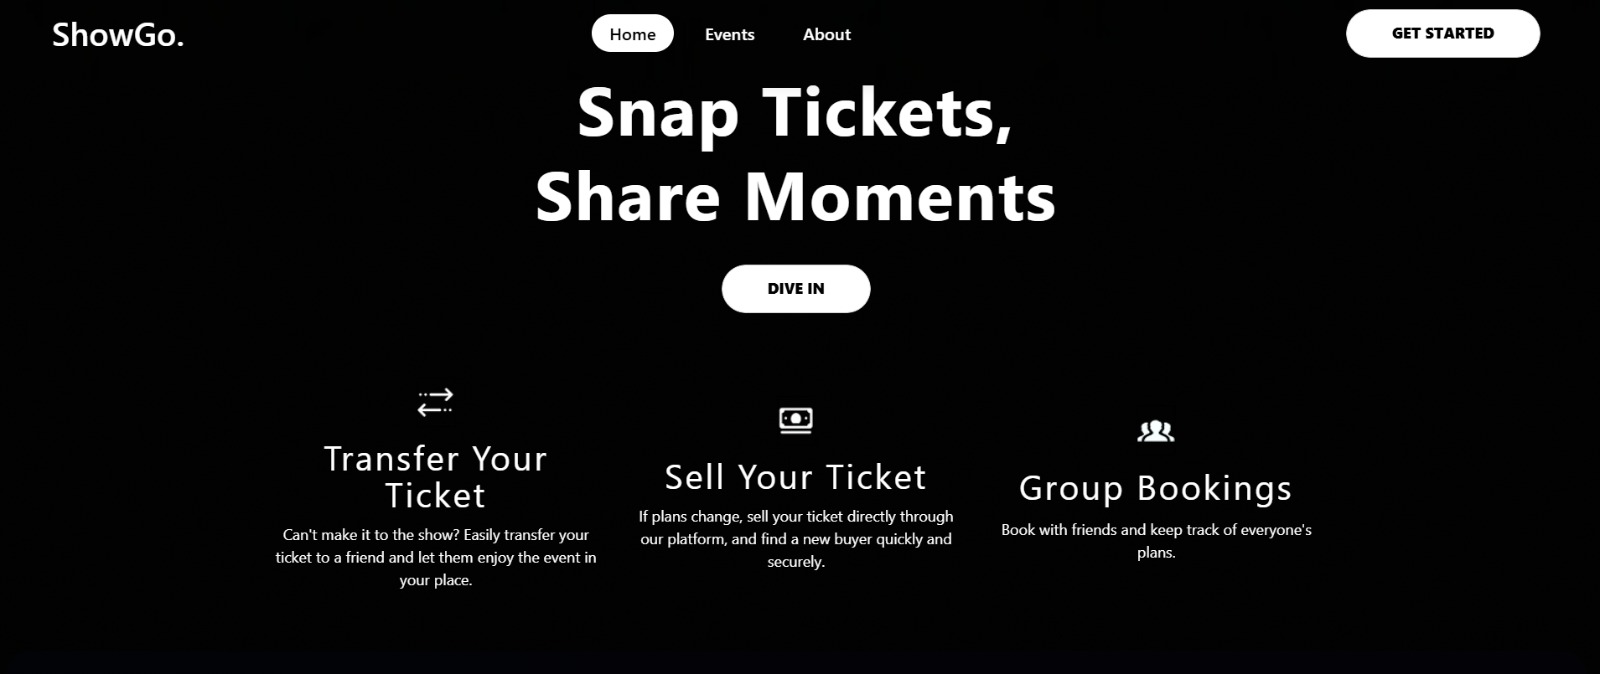 ShowGo.
Home
Events
About
GET STARTED
Snap Tickets,
Share Moments
DIVE IN
Transfer Your
Ticket
Can't make it to the show? Easily transfer your
ticket to a friend and let them enjoy the event in
your place.
Sell Your Ticket
If plans change, sell your ticket directly through
our platform, and find a new buyer quickly and
securely.
Group Bookings
Book with friends and keep track of everyone's
plans.